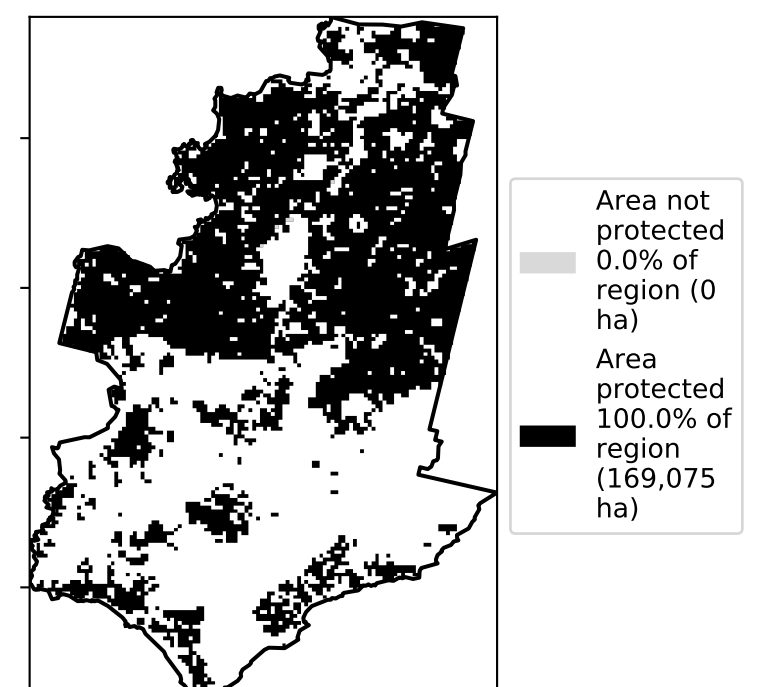 Area not
protected
0.0% of
region (0
ha)
Area
protected
100.0% of
region
(169,075
ha)